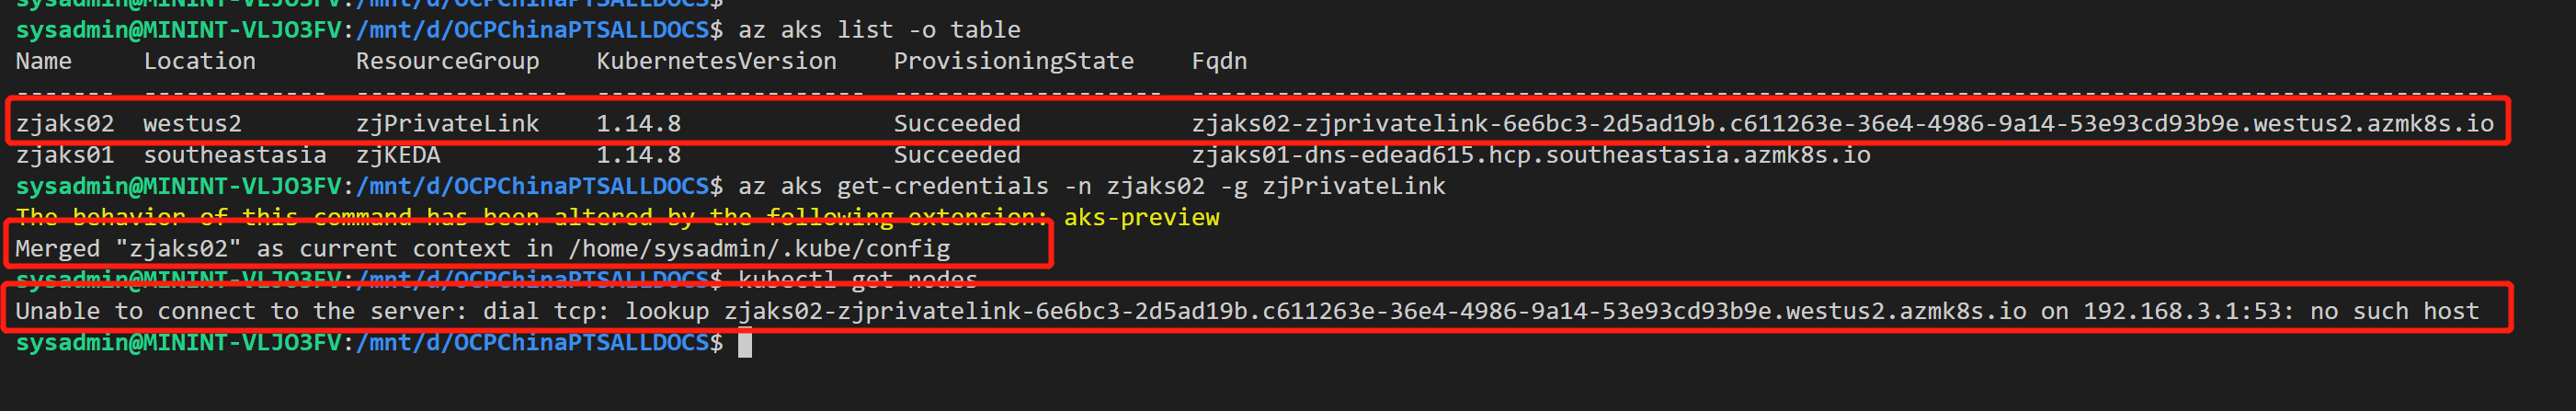 sysadmin@MININT-VLJO3FV:/mnt/d/OCPChinaPTSALLDOCS$
sysadmin@MININT-VLJO3FV:/mnt/d/OCPChinaPTSALLDOCS$ az aks list -o table
Name     Location       ResourceGroup    KubernetesVersion    ProvisioningState    Fqdn
-------  -------------  ---------------  -------------------  -------------------  -----------------------------------------------------------------------------------
zjaks02  westus2        zjPrivateLink    1.14.8               Succeeded            zjaks02-zjprivatelink-6e6bc3-2d5ad19b.c611263e-36e4-4986-9a14-53e93cd93b9e.westus2.azmk8s.io
zjaks01  southeastasia  zjKEDA           1.14.8               Succeeded            zjaks01-dns-edead615.hcp.southeastasia.azmk8s.io
sysadmin@MININT-VLJO3FV:/mnt/d/OCPChinaPTSALLDOCS$ az aks get-credentials -n zjaks02 -g zjPrivateLink
The behavior of this command has been altered by the following extension: aks-preview
Merged "zjaks02" as current context in /home/sysadmin/.kube/config
sysadmin@MININT-VLJO3FV:/mnt/d/OCPChinaPTSALLDOCS$ kubectl get nodes
Unable to connect to the server: dial tcp: lookup zjaks02-zjprivatelink-6e6bc3-2d5ad19b.c611263e-36e4-4986-9a14-53e93cd93b9e.westus2.azmk8s.io on 192.168.3.1:53: no such host
sysadmin@MININT-VLJO3FV:/mnt/d/OCPChinaPTSALLDOCS$